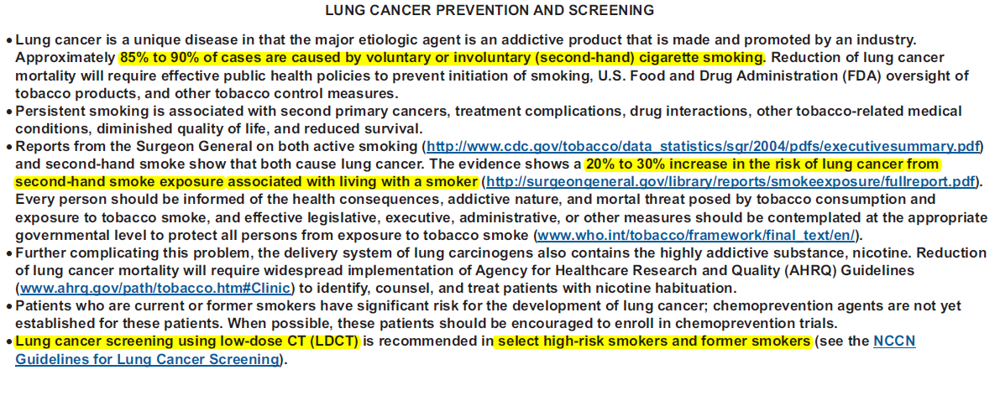 LUNG CANCER PREVENTION AND SCREENING
• Lung cancer is a unique disease in that the major etiologic agent is an addictive product that is made and promoted by an industry.
Approximately 85% to 90% of cases are caused by voluntary or involuntary (second-hand) cigarette smoking. Reduction of lung cancer
mortality will require effective public health policies to prevent initiation of smoking, U.S. Food and Drug Administration (FDA) oversight of
tobacco products, and other tobacco control measures.
• Persistent smoking is associated with second primary cancers, treatment complications, drug interactions, other tobacco-related medical
conditions, diminished quality of life, and reduced survival.
• Reports from the Surgeon General on both active smoking (http://www.cdc.gov/tobacco/data_statistics/sgr/2004/pdfs/executivesummary.pdf)
and second-hand smoke show that both cause lung cancer. The evidence shows a 20% to 30% increase in the risk of lung cancer from
second-hand smoke exposure associated with living with a smoker (http://surgeongeneral.gov/library/reports/smokeexposure/fullreport.pdf).
Every person should be informed of the health consequences, addictive nature, and mortal threat posed by tobacco consumption and
exposure to tobacco smoke, and effective legislative, executive, administrative, or other measures should be contemplated at the appropriate
governmental level to protect all persons from exposure to tobacco smoke (www.who.int/tobacco/framework/final_text/en/).
• Further complicating this problem, the delivery system of lung carcinogens also contains the highly addictive substance, nicotine. Reduction
of lung cancer mortality will require widespread implementation of Agency for Healthcare Research and Quality (AHRQ) Guidelines
(www.ahrq.gov/path/tobacco.htm#Clinic) to identify, counsel, and treat patients with nicotine habituation.
• Patients who are current or former smokers have significant risk for the development of lung cancer; chemoprevention agents are not yet
established for these patients. When possible, these patients should be encouraged to enroll in chemoprevention trials.
• Lung cancer screening using low-dose CT (LDCT) is recommended in select high-risk smokers and former smokers (see the NCCN
Guidelines for Lung Cancer Screening).